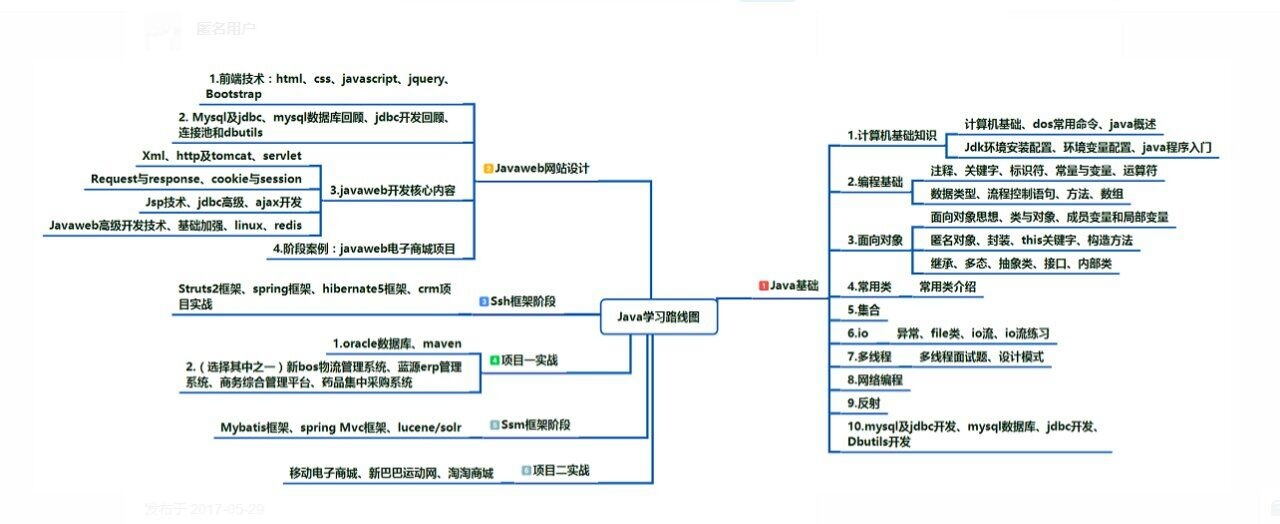 匿名用户
Java学习路线图
Java基础
1.计算机基础知识
计算机基础、dos常用命令、java概述
Jdk环境安装配置、环境变量配置、java程序入门
2.编程基础
注释、关键字、标识符、常量与变量、运算符
数据类型、流程控制语句、方法、数组
3.面向对象
面向对象思想、类与对象、成员变量和局部变量
匿名对象、封装、this关键字、构造方法
继承、多态、抽象类、接口、内部类
4.常用类
常用类介绍
5.集合
6.io
异常、file类、io流、io流练习
7.多线程
多线程面试题、设计模式
8.网络编程
9.反射
10.mysql及jdbc开发、mysql数据库、jdbc开发、
Dbutils开发
2 Javaweb网站设计
1.前端技术：html、css、javascript、jquery、
Bootstrap
2. Mysql及jdbc、mysql数据库回顾、jdbc开发回顾、
连接池和dbutils
3.javaweb开发核心内容
Xml、http及tomcat、servlet
Request与response、cookie与session
Jsp技术、jdbc高级、ajax开发
Javaweb高级开发技术、基础加强、linux、redis
4.阶段案例：javaweb电子商城项目
3 Ssh框架阶段
Struts2框架、spring框架、hibernate5框架、crm项
目实战
4 项目一实战
1.oracle数据库、maven
2.（选择其中之一）新bos物流管理系统、蓝源erp管理
系统、商务综合管理平台、药品集中采购系统
5 Ssm框架阶段
Mybatis框架、spring Mvc框架、lucene/solr
6 项目二实战
移动电子商城、新巴巴运动网、淘淘商城
发布于 2017-05-29